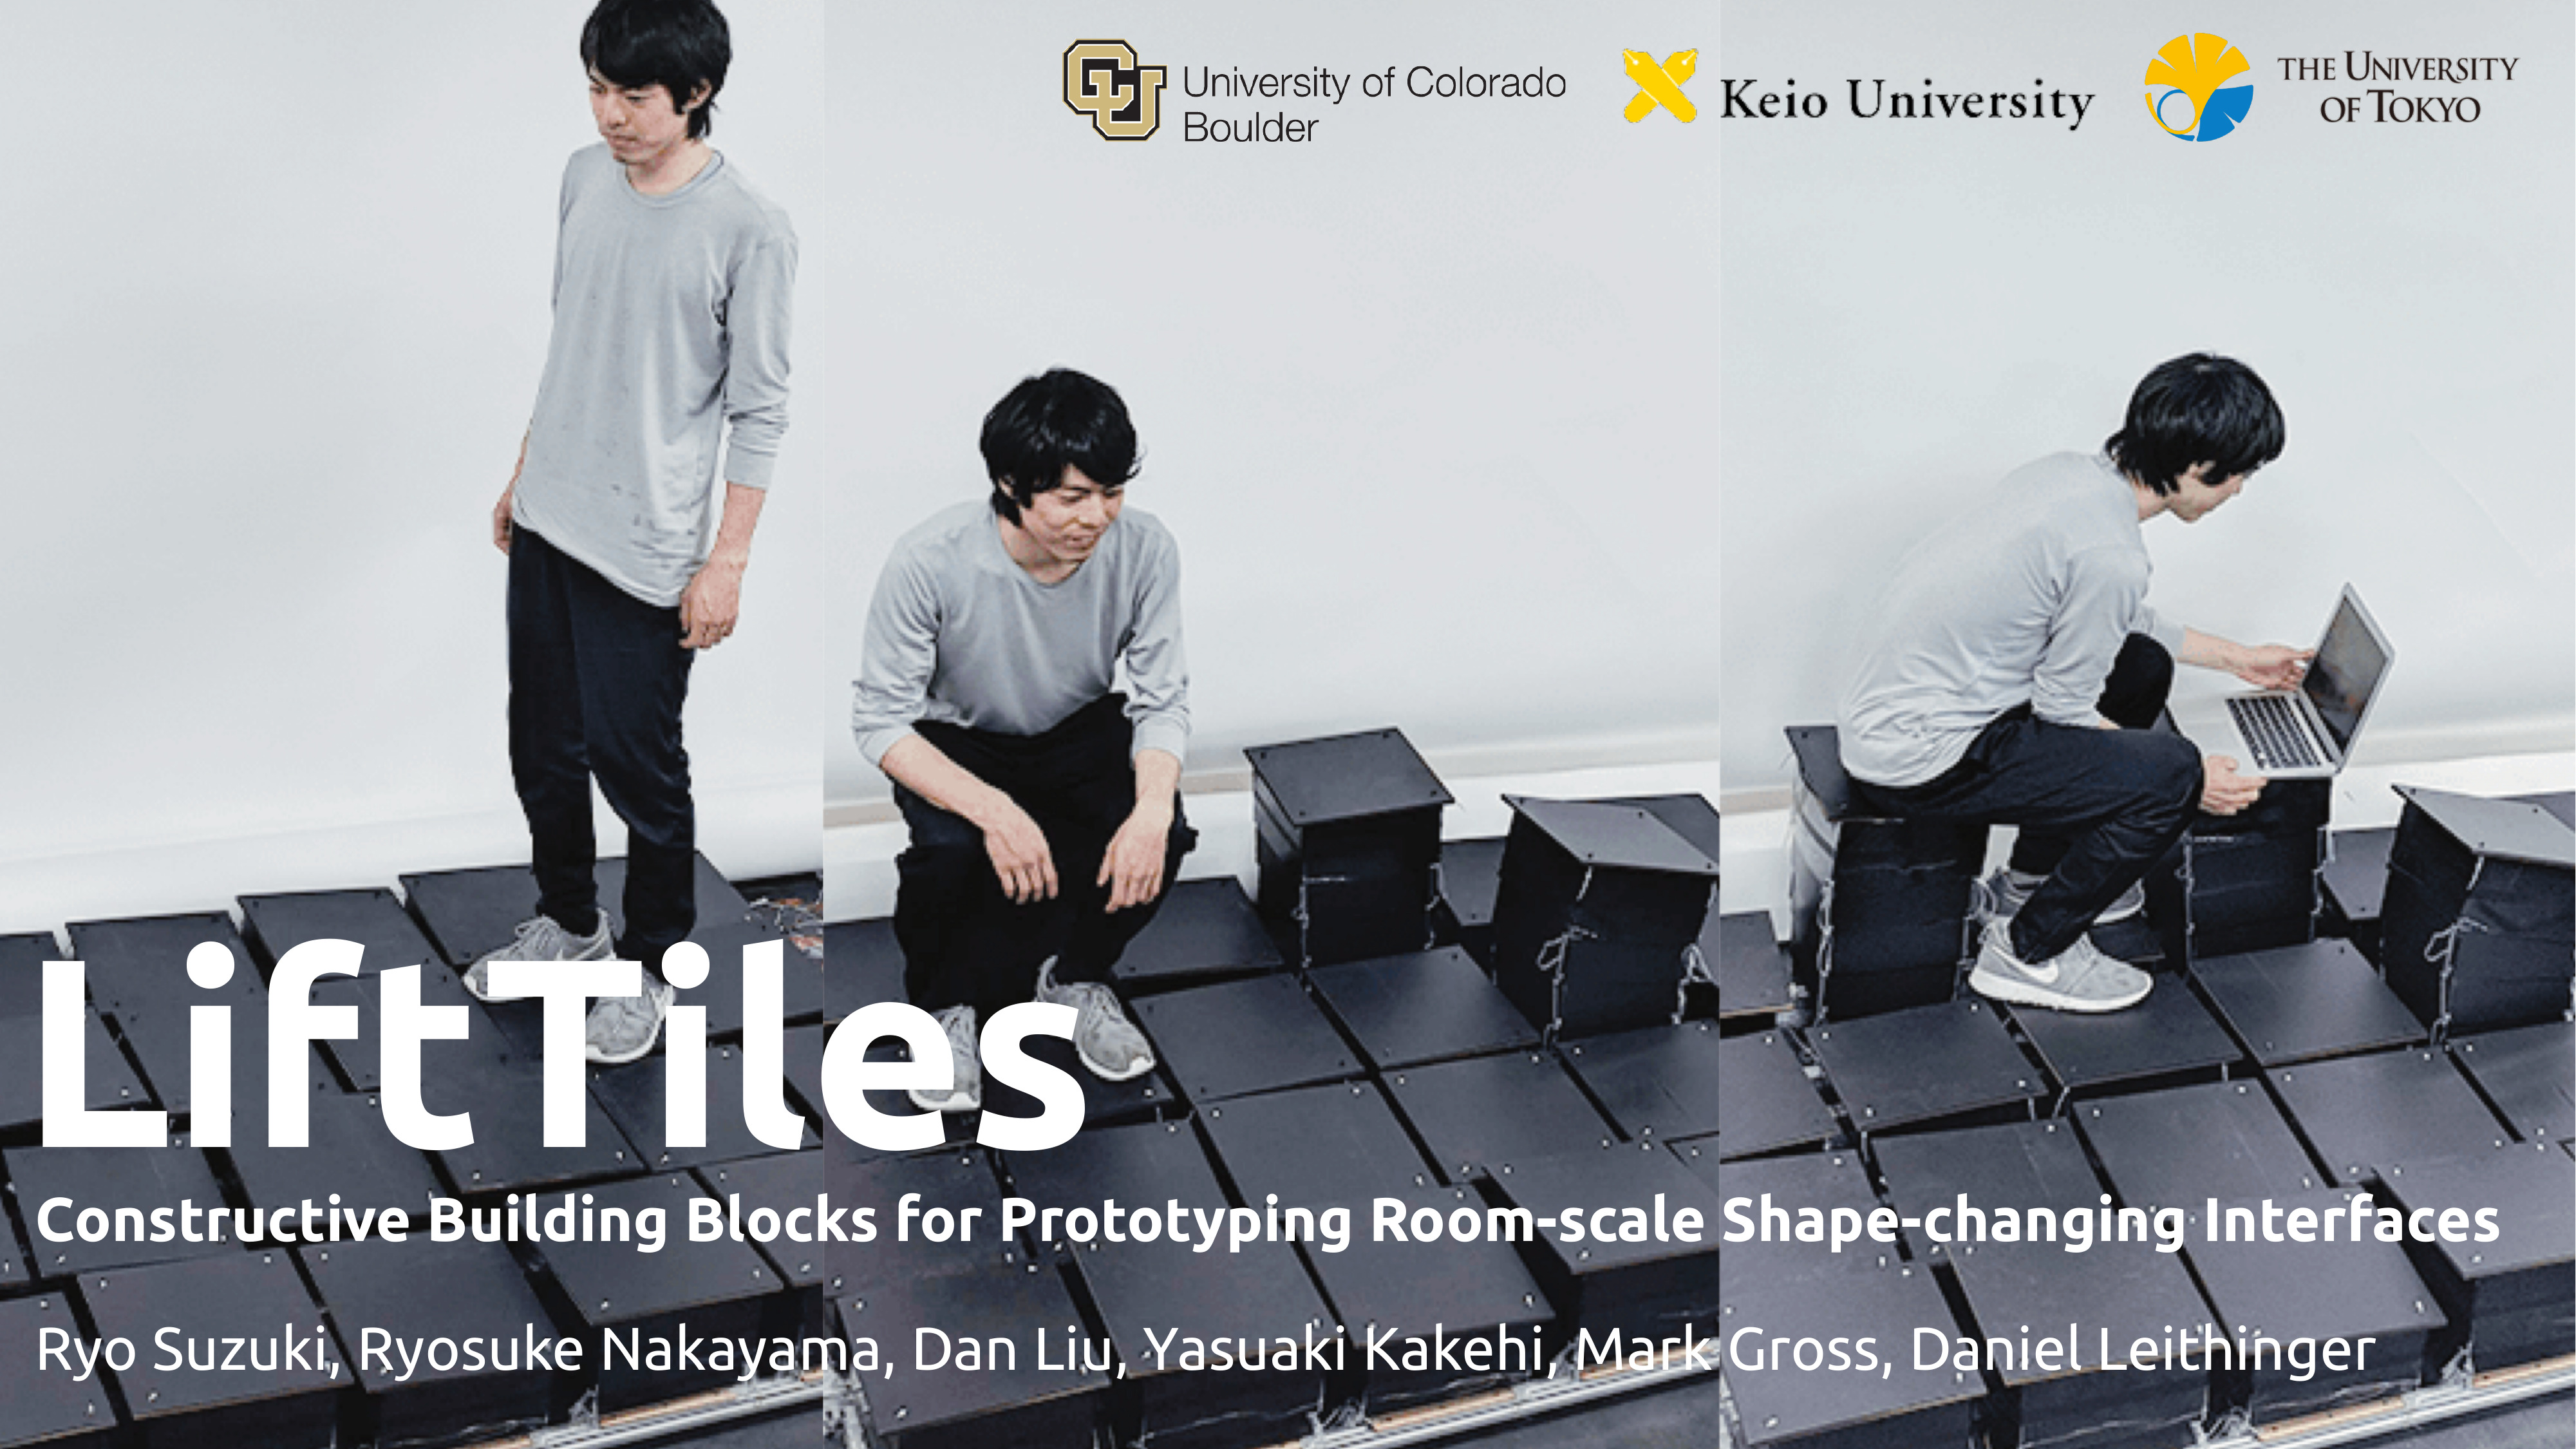 University of Colorado
Boulder
Keio University
THE UNIVERSITY
OF TOKYO
LiftTiles
Constructive Building Blocks for Prototyping Room-scale Shape-changing Interfaces
Ryo Suzuki, Ryosuke Nakayama, Dan Liu, Yasuaki Kakehi, Mark Gross, Daniel Leithinger